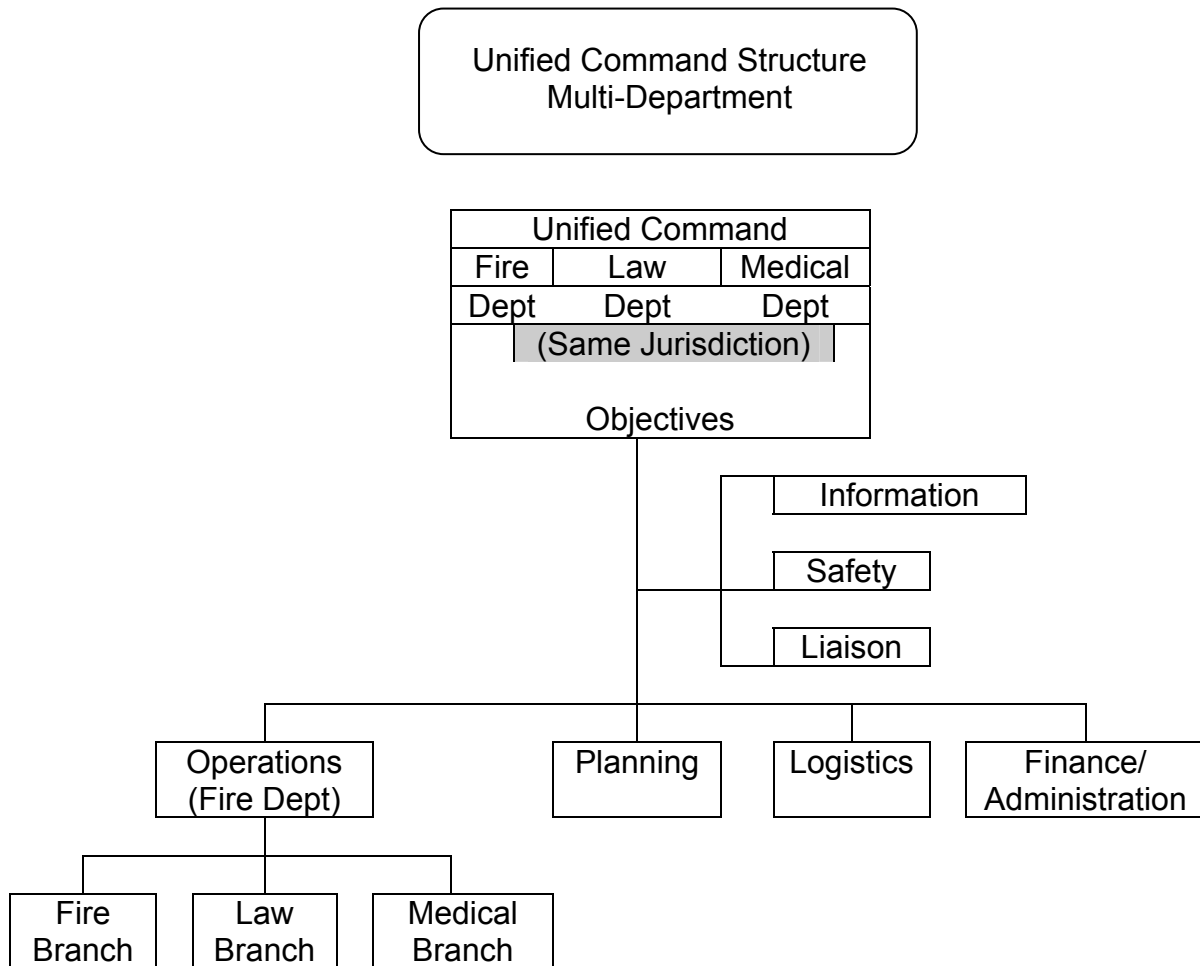 Unified Command Structure
Multi-Department
Unified Command
Fire Law Medical
Dept Dept Dept
(Same Jurisdiction)
Objectives
Information
Safety
Liaison
Operations
(Fire Dept)
Planning
Logistics
Finance/
Administration
Fire
Branch
Law
Branch
Medical
Branch